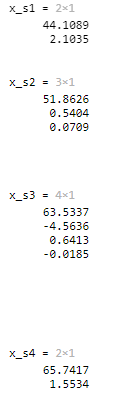 x_s1 = 2×1
44.1089
2.1035
x_s2 = 3×1
51.8626
0.5404
0.0709
x_s3 = 4×1
63.5337
-4.5636
0.6413
-0.0185
x_s4 = 2×1
65.7417
1.5534